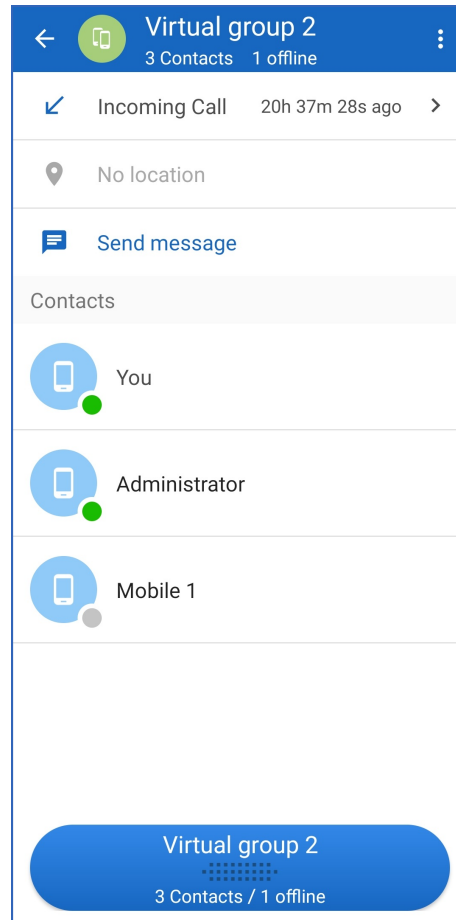 Virtual group 2
3 Contacts 1 offline
Incoming Call 20h 37m 28s ago
No location
Send message
Contacts
You
Administrator
Mobile 1
Virtual group 2
3 Contacts / 1 offline